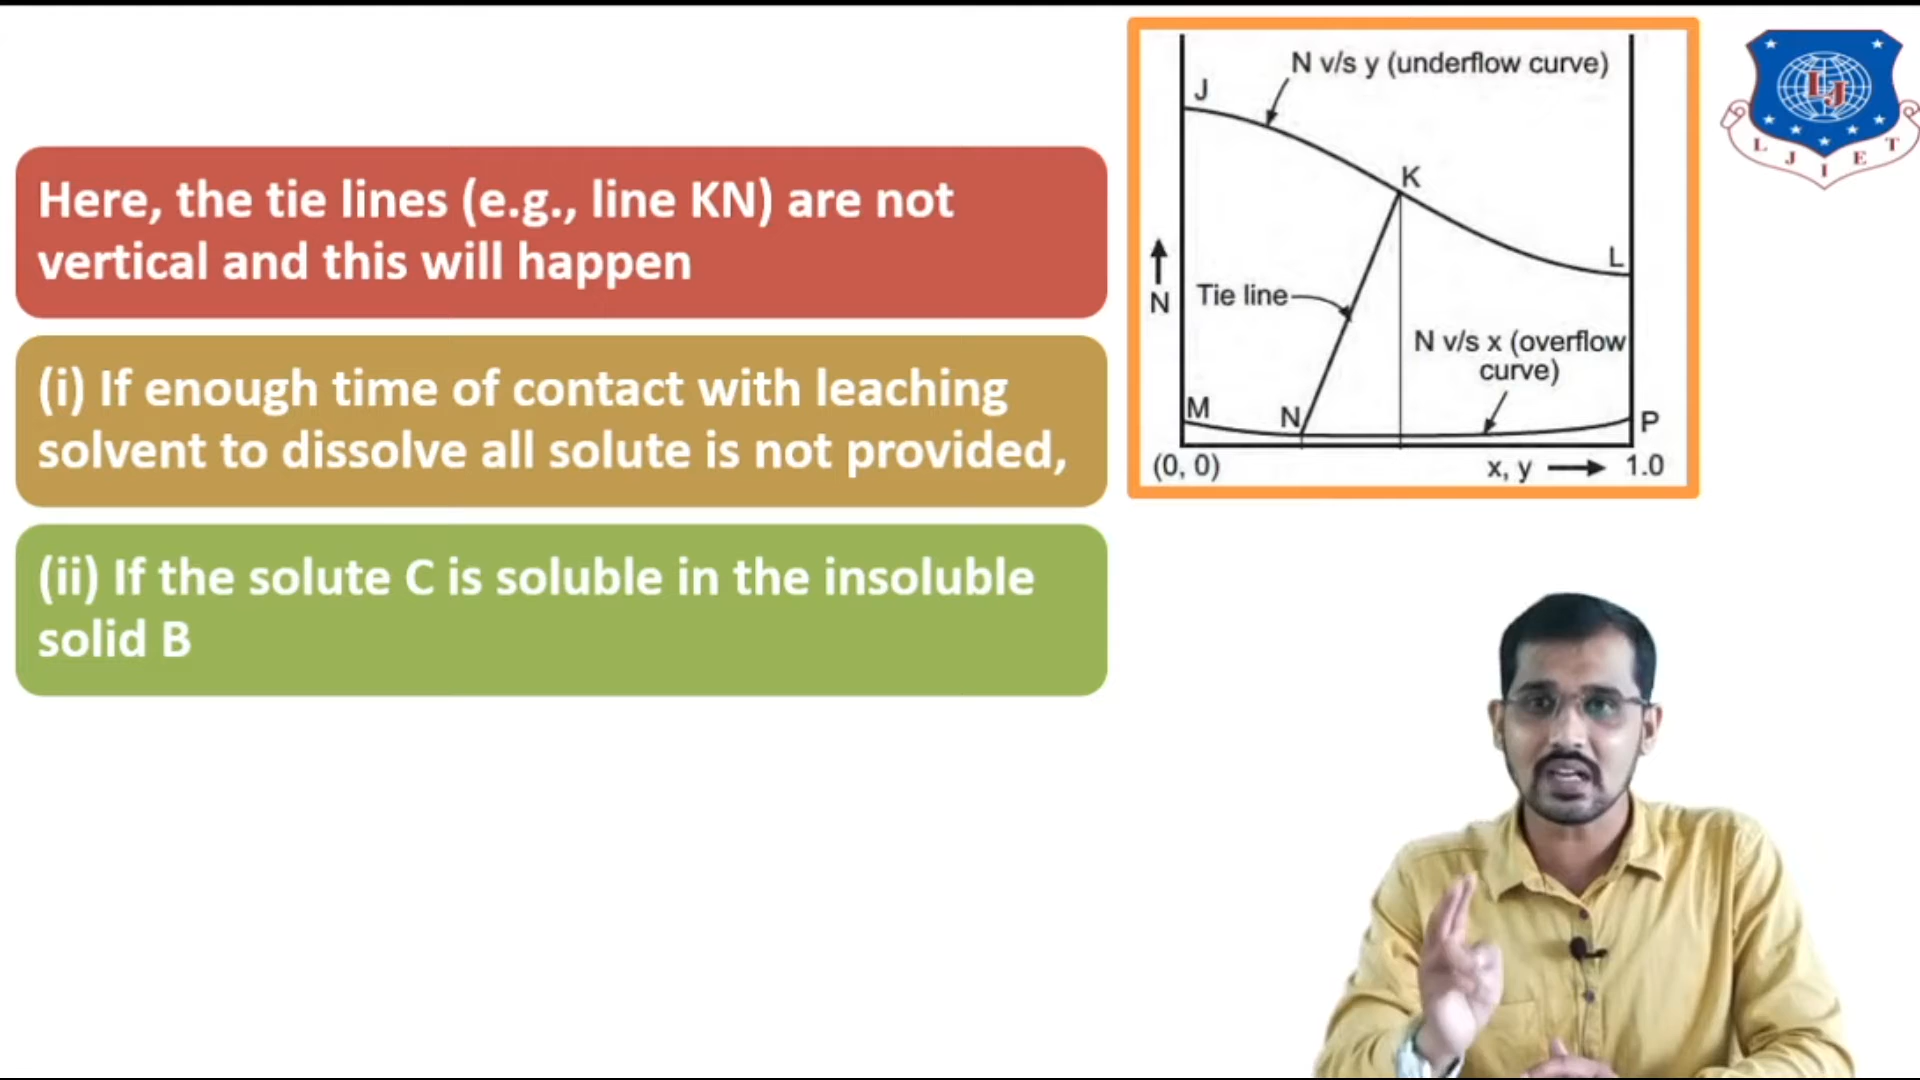 Here, the tie lines (e.g., line KN) are not
vertical and this will happen
(i) If enough time of contact with leaching
solvent to dissolve all solute is not provided,
(ii) If the solute C is soluble in the insoluble
solid B
N v/s y (underflow curve)
J
K
L
N
Tie line
N v/s x (overflow
curve)
M
N
P
(0, 0)
x, y
1.0
LJ
L J I E T